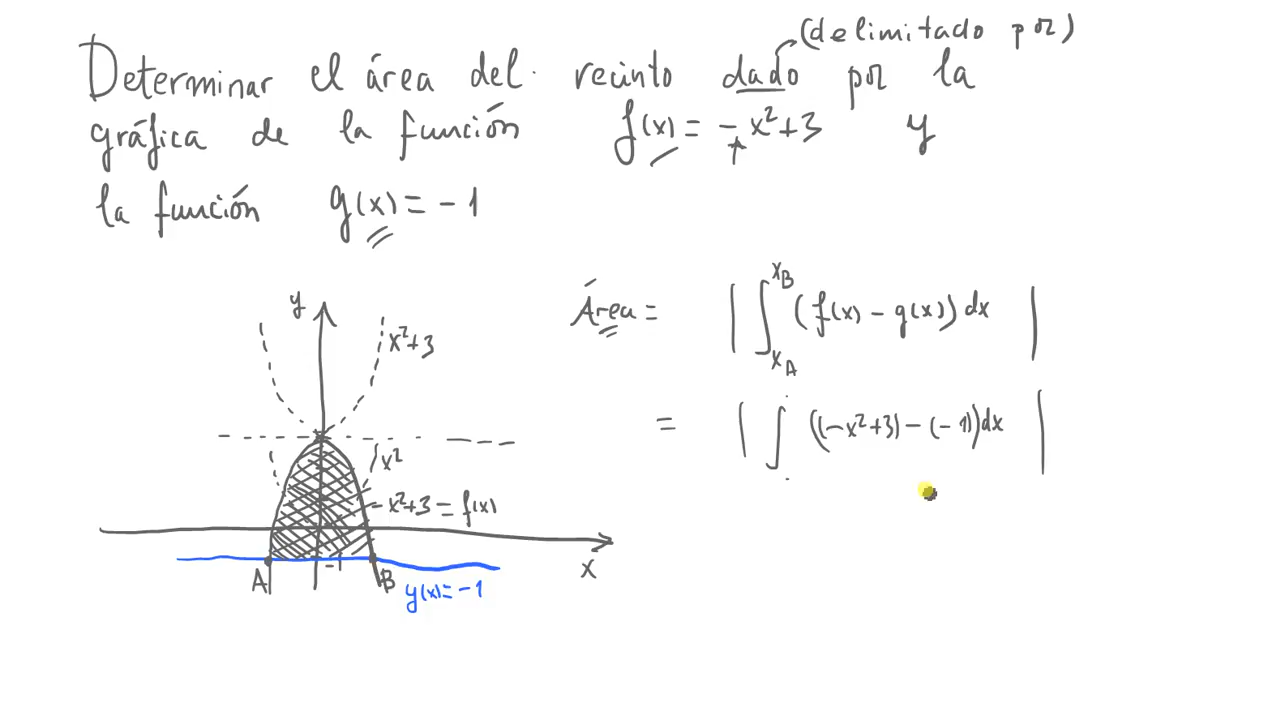 (delimitado por)
Determinar el área del recinto dado por la
gráfica de la función f(x) = -x²+3 y
la función g(x) = -1
Área = | ∫_{x_A}^{x_B} (f(x) - g(x)) dx |
= | ∫ ((-x²+3) - (-1)) dx |
y
x²+3
x²
-x²+3 = f(x)
x
-1
A
B
y(x) = -1